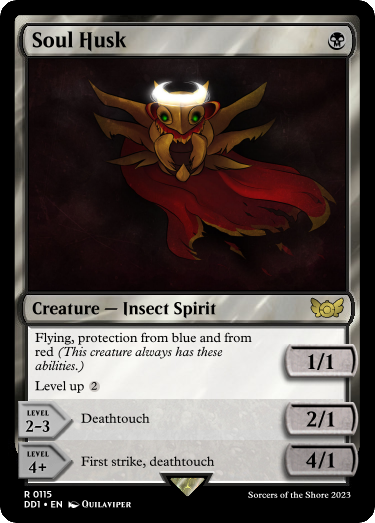 Soul Husk
Creature — Insect Spirit
Flying, protection from blue and from
red (This creature always has these
abilities.)
1/1
Level up 2
LEVEL
2-3
Deathtouch
2/1
LEVEL
4+
First strike, deathtouch
4/1
R 0115
DD1 • EN Quilaviper
Sorcers of the Shore 2023